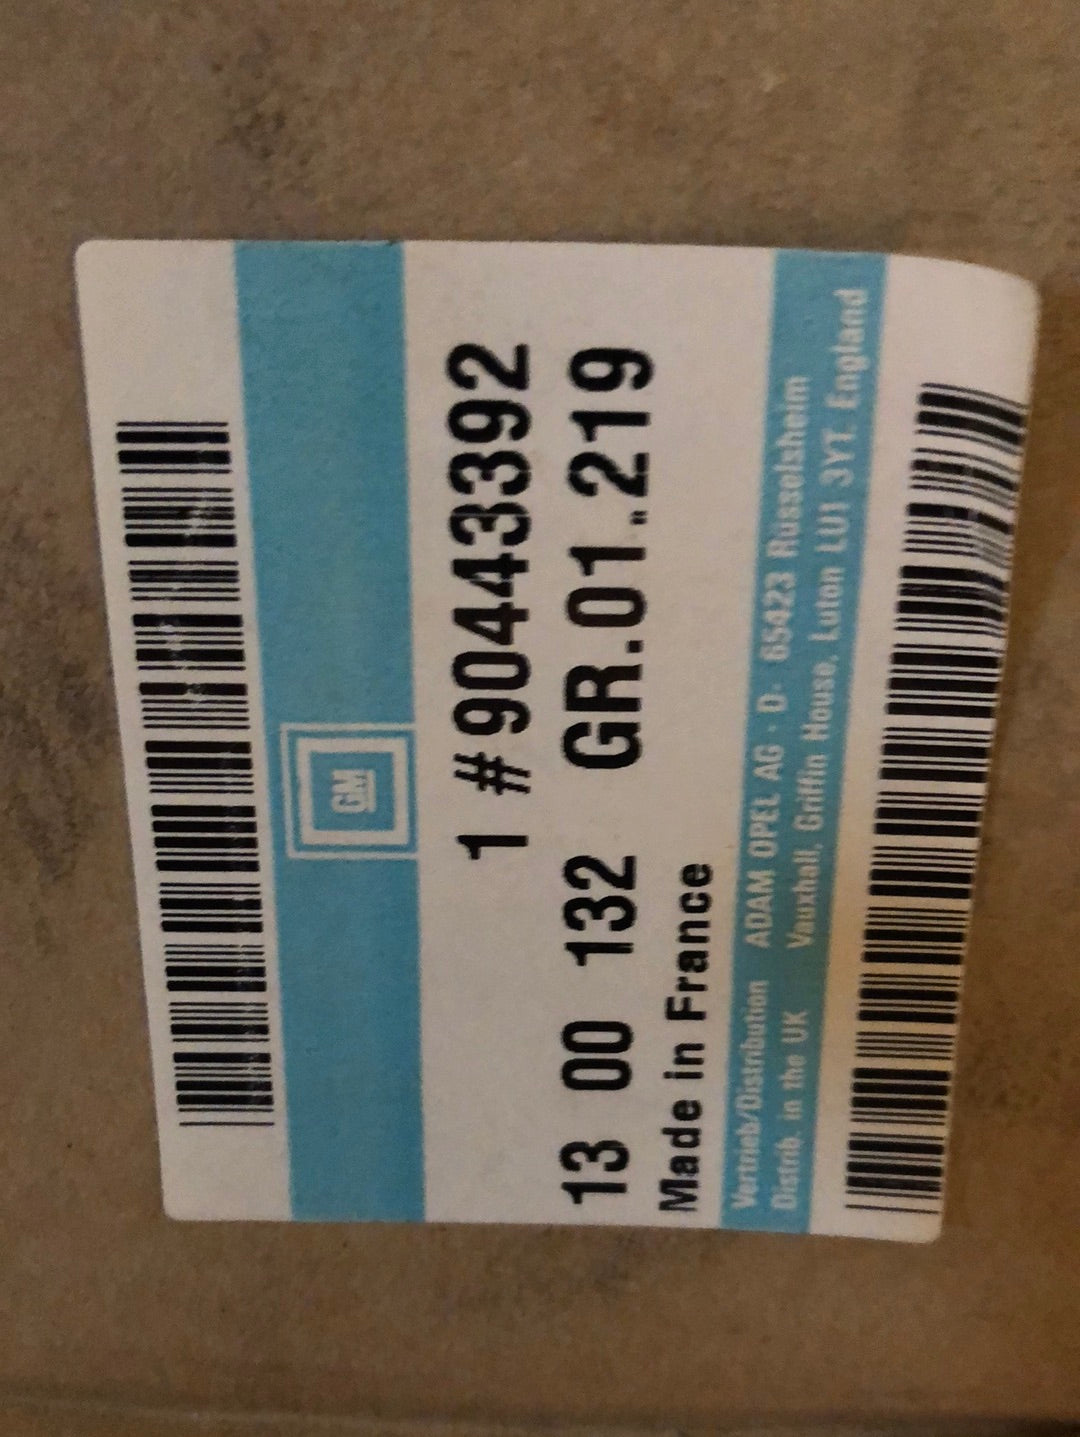 GM
1 # 90443392
13 00 132 GR.01.219
Made in France
Vertrieb/Distribution ADAM OPEL AG · D- 65423 Russelsheim
Distrib. in the UK Vauxhall, Griffin House, Luton LU1 3YT England